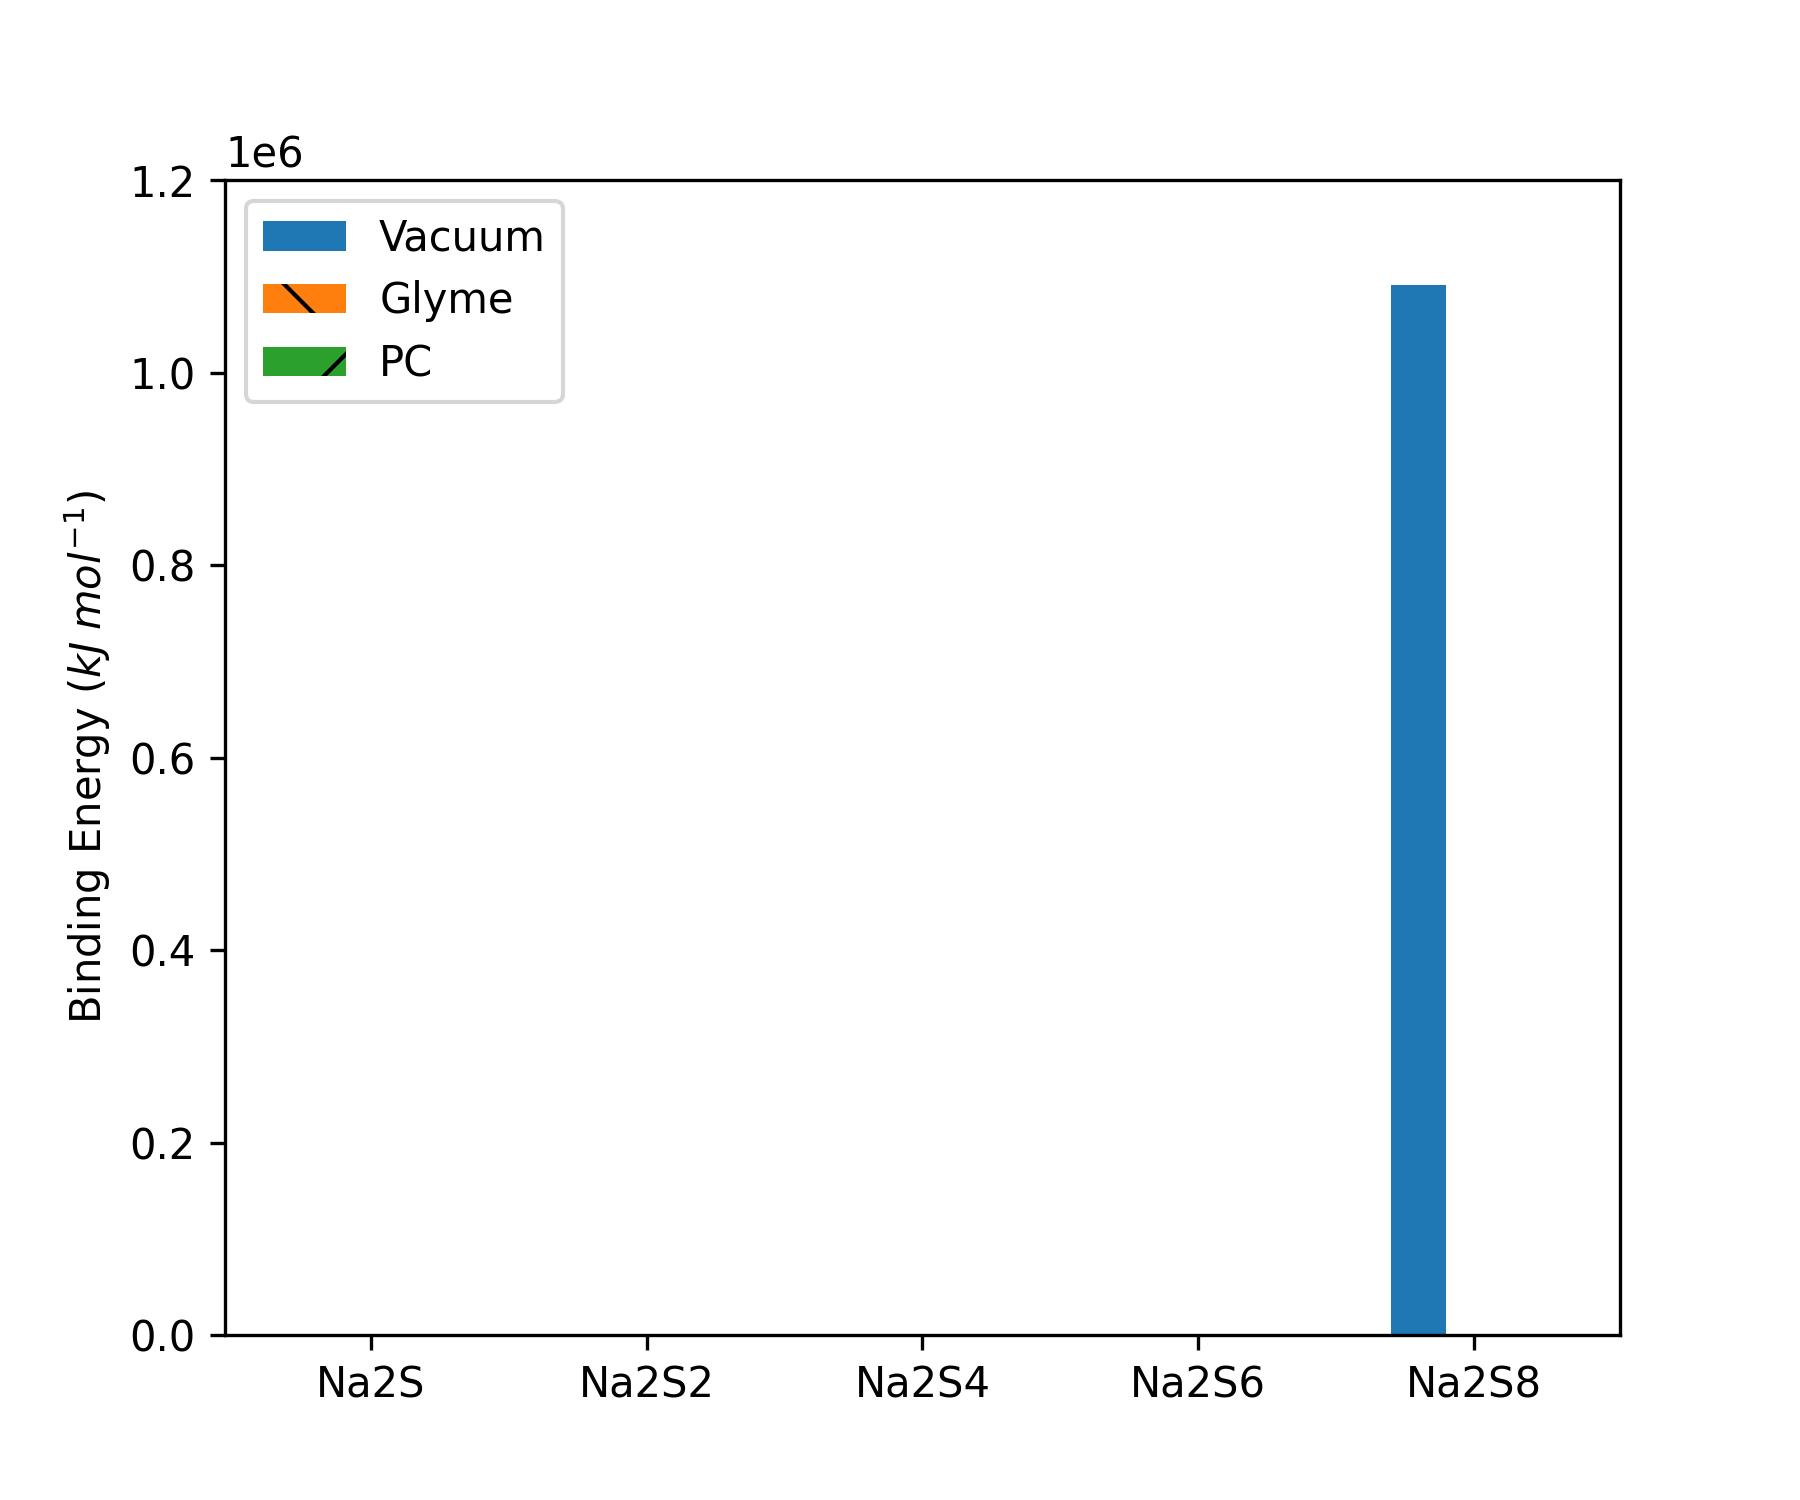 1e6
1.2
1.0
0.8
0.6
0.4
0.2
0.0
Binding Energy (kJ mol⁻¹)
Vacuum
Glyme
PC
Na2S Na2S2 Na2S4 Na2S6 Na2S8